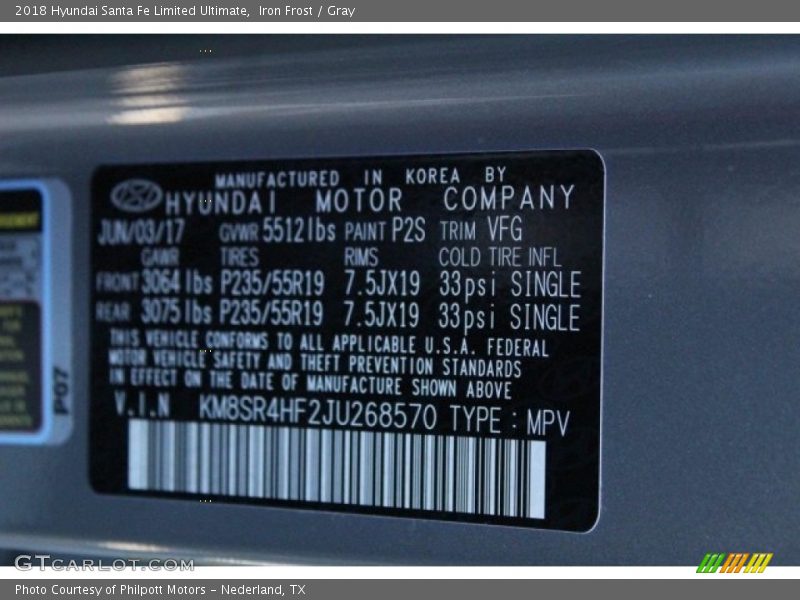 2018 Hyundai Santa Fe Limited Ultimate, Iron Frost / Gray
MANUFACTURED IN KOREA BY
HYUNDAI MOTOR COMPANY
JUN/03/17 GVWR 5512lbs PAINT P2S TRIM VFG
GAWR TIRES RIMS COLD TIRE INFL
FRONT 3064 lbs P235/55R19 7.5JX19 33psi SINGLE
REAR 3075 lbs P235/55R19 7.5JX19 33psi SINGLE
THIS VEHICLE CONFORMS TO ALL APPLICABLE U.S.A. FEDERAL
MOTOR VEHICLE SAFETY AND THEFT PREVENTION STANDARDS
IN EFFECT ON THE DATE OF MANUFACTURE SHOWN ABOVE
V.I.N KM8SR4HF2JU268570 TYPE : MPV
P07
GTCARLOT.COM
Photo Courtesy of Philpott Motors - Nederland, TX